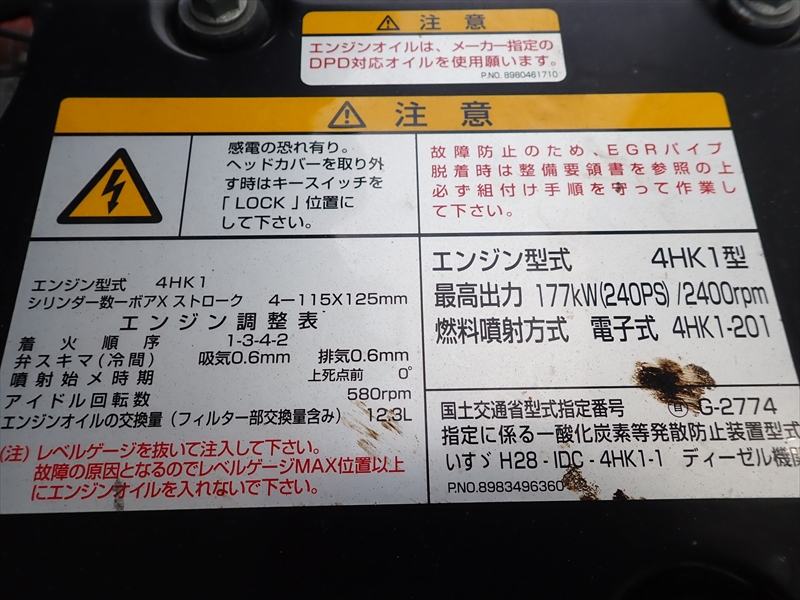 ⚠ 注意
エンジンオイルは、メーカー指定の
DPD対応オイルを使用願います。
P.NO. 8980461710
⚠ 注意
感電の恐れ有り。
ヘッドカバーを取り外
す時はキースイッチを
「LOCK」位置に
して下さい。
故障防止のため、EGRパイプ
脱着時は整備要領書を参照の上
必ず組付け手順を守って作業し
て下さい。
エンジン型式 4HK1
シリンダー数ーボアX ストローク 4ー115X125mm
エンジン調整表
着火順序 1-3-4-2
弁スキマ(冷間) 吸気0.6mm 排気0.6mm
噴射始メ時期 上死点前 0°
アイドル回転数 580rpm
エンジンオイルの交換量(フィルター部交換量含み) 12.3L
(注)レベルゲージを抜いて注入して下さい。
故障の原因となるのでレベルゲージMAX位置以上
にエンジンオイルを入れないで下さい。
エンジン型式 4HK1型
最高出力 177kW(240PS)/2400rpm
燃料噴射方式 電子式 4HK1-201
国土交通省型式指定番号 G-2774
指定に係る一酸化炭素等発散防止装置型式
いすゞ H28-IDC-4HK1-1 ディーゼル機関
P.NO.8983496360